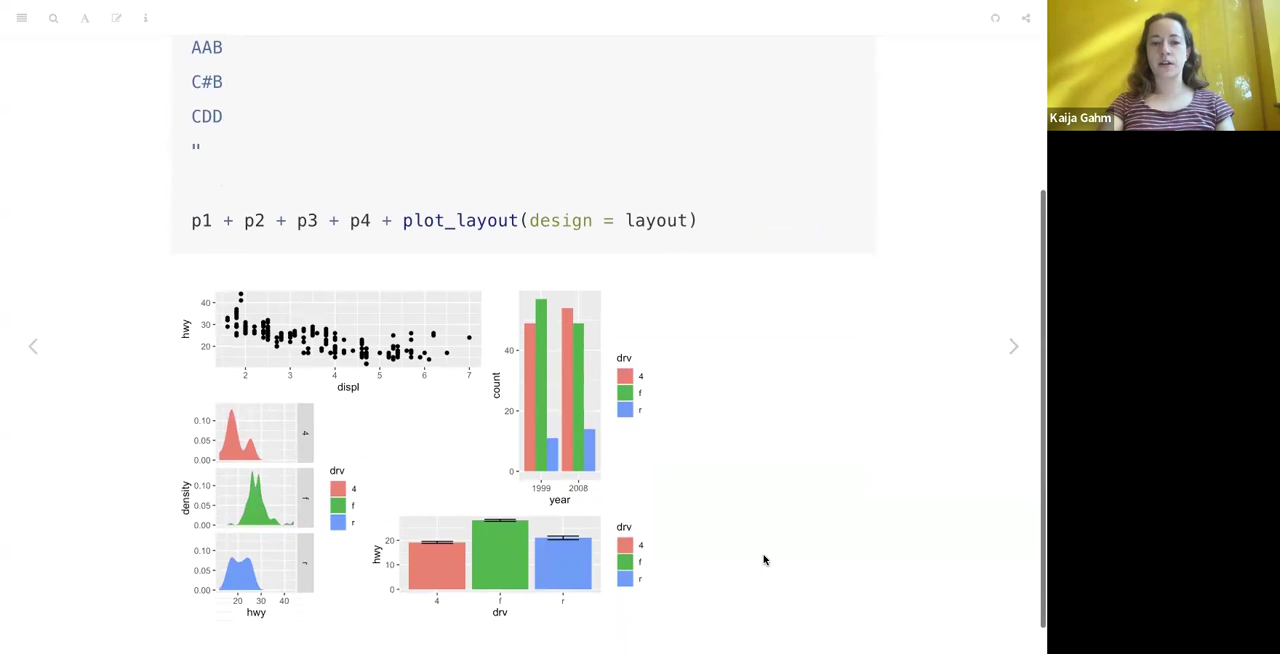 AAB
C#B
CDD
"
p1 + p2 + p3 + p4 + plot_layout(design = layout)
40
30
20
hwy
2 3 4 5 6 7
displ
40
20
0
count
1999 2008
year
drv
4
f
r
0.10
0.05
0.00
4
0.10
0.05
0.00
f
0.10
0.05
0.00
r
density
20 30 40
hwy
drv
4
f
r
20
10
0
hwy
4 f r
drv
drv
4
f
r
Kaija Gahm